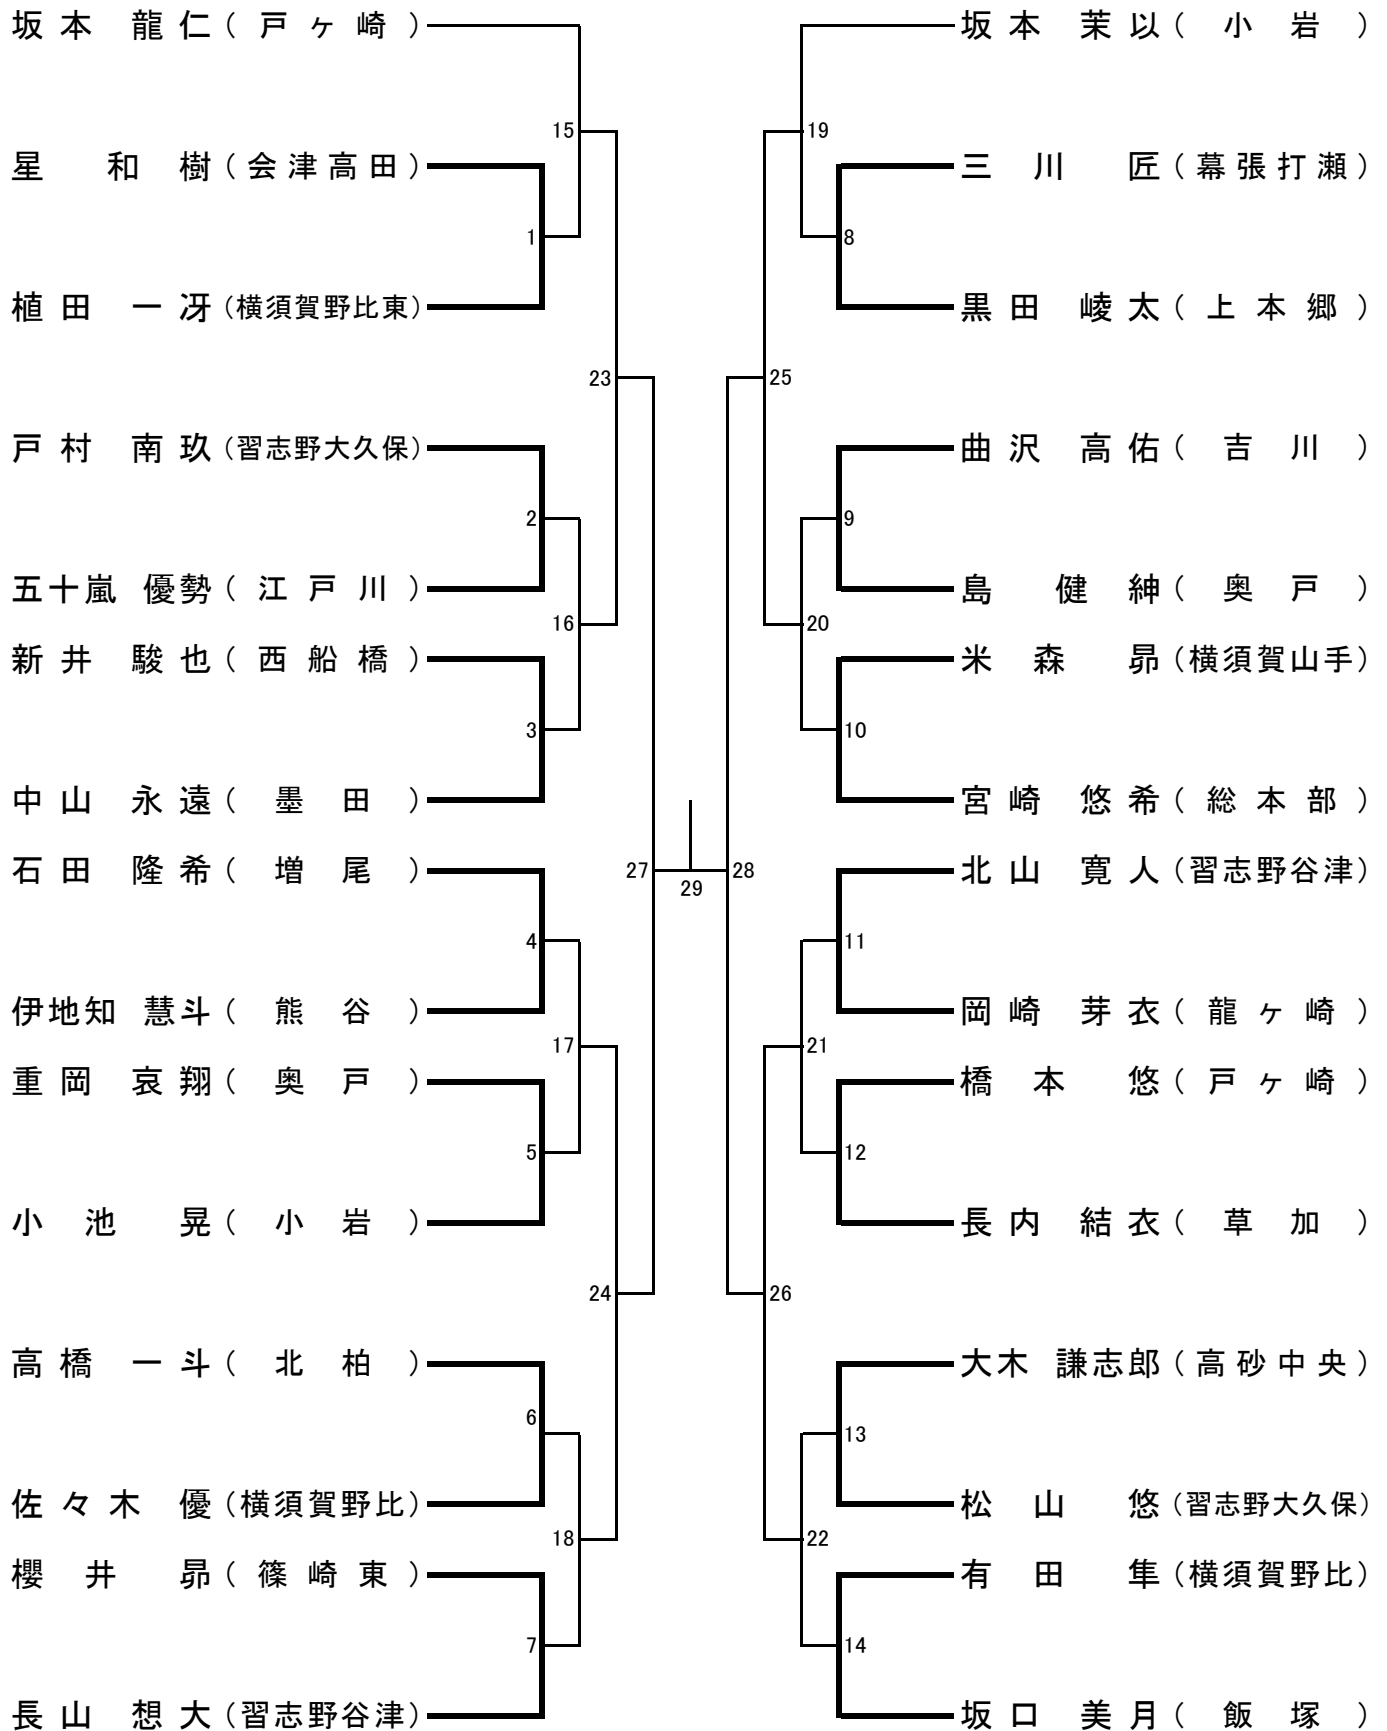 坂本 龍仁(戸ヶ崎)
15
星 和樹(会津高田)
1
植田 一冴(横須賀野比東)
23
戸村 南玖(習志野大久保)
2
五十嵐 優勢(江戸川)
16
新井 駿也(西船橋)
3
中山 永遠(墨田)
27
石田 隆希(増尾)
4
伊地知 慧斗(熊谷)
17
重岡 哀翔(奥戸)
5
小池 晃(小岩)
24
高橋 一斗(北柏)
6
佐々木 優(横須賀野比)
18
櫻井 昴(篠崎東)
7
長山 想大(習志野谷津)
29
坂本 茉以(小岩)
19
三川 匠(幕張打瀬)
8
黒田 崚太(上本郷)
25
曲沢 高佑(吉川)
9
島 健紳(奥戸)
20
米森 昴(横須賀山手)
10
宮崎 悠希(総本部)
28
北山 寛人(習志野谷津)
11
岡崎 芽衣(龍ヶ崎)
21
橋本 悠(戸ヶ崎)
12
長内 結衣(草加)
26
大木 謙志郎(高砂中央)
13
松山 悠(習志野大久保)
22
有田 隼(横須賀野比)
14
坂口 美月(飯塚)